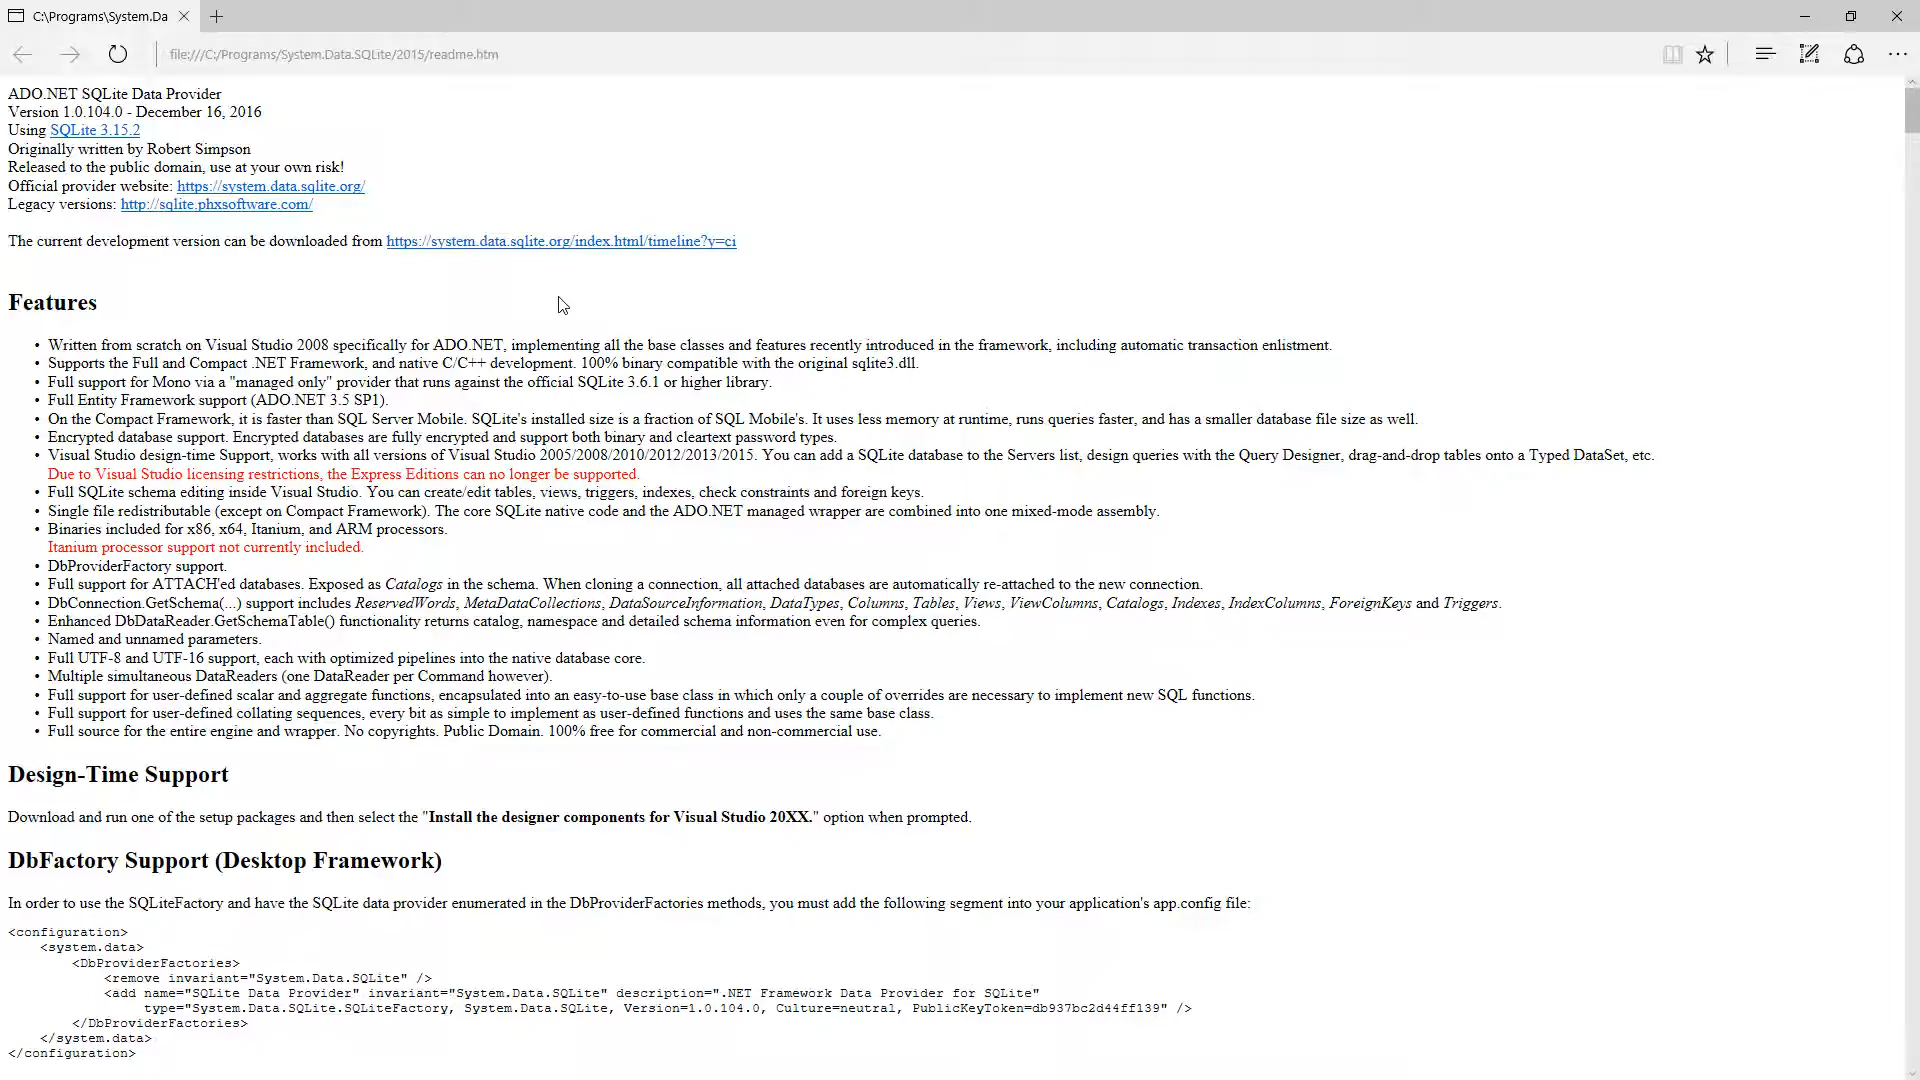 C:\Programs\System.Da
file:///C:/Programs/System.Data.SQLite/2015/readme.htm
ADO.NET SQLite Data Provider
Version 1.0.104.0 - December 16, 2016
Using SQLite 3.15.2
Originally written by Robert Simpson
Released to the public domain, use at your own risk!
Official provider website: https://system.data.sqlite.org/
Legacy versions: http://sqlite.phxsoftware.com/
The current development version can be downloaded from https://system.data.sqlite.org/index.html/timeline?y=ci
Features
• Written from scratch on Visual Studio 2008 specifically for ADO.NET, implementing all the base classes and features recently introduced in the framework, including automatic transaction enlistment.
• Supports the Full and Compact .NET Framework, and native C/C++ development. 100% binary compatible with the original sqlite3.dll.
• Full support for Mono via a "managed only" provider that runs against the official SQLite 3.6.1 or higher library.
• Full Entity Framework support (ADO.NET 3.5 SP1).
• On the Compact Framework, it is faster than SQL Server Mobile. SQLite's installed size is a fraction of SQL Mobile's. It uses less memory at runtime, runs queries faster, and has a smaller database file size as well.
• Encrypted database support. Encrypted databases are fully encrypted and support both binary and cleartext password types.
• Visual Studio design-time Support, works with all versions of Visual Studio 2005/2008/2010/2012/2013/2015. You can add a SQLite database to the Servers list, design queries with the Query Designer, drag-and-drop tables onto a Typed DataSet, etc.
Due to Visual Studio licensing restrictions, the Express Editions can no longer be supported.
• Full SQLite schema editing inside Visual Studio. You can create/edit tables, views, triggers, indexes, check constraints and foreign keys.
• Single file redistributable (except on Compact Framework). The core SQLite native code and the ADO.NET managed wrapper are combined into one mixed-mode assembly.
• Binaries included for x86, x64, Itanium, and ARM processors.
Itanium processor support not currently included.
• DbProviderFactory support.
• Full support for ATTACH'ed databases. Exposed as Catalogs in the schema. When cloning a connection, all attached databases are automatically re-attached to the new connection.
• DbConnection.GetSchema(...) support includes ReservedWords, MetaDataCollections, DataSourceInformation, DataTypes, Columns, Tables, Views, ViewColumns, Catalogs, Indexes, IndexColumns, ForeignKeys and Triggers.
• Enhanced DbDataReader.GetSchemaTable() functionality returns catalog, namespace and detailed schema information even for complex queries.
• Named and unnamed parameters.
• Full UTF-8 and UTF-16 support, each with optimized pipelines into the native database core.
• Multiple simultaneous DataReaders (one DataReader per Command however).
• Full support for user-defined scalar and aggregate functions, encapsulated into an easy-to-use base class in which only a couple of overrides are necessary to implement new SQL functions.
• Full support for user-defined collating sequences, every bit as simple to implement as user-defined functions and uses the same base class.
• Full source for the entire engine and wrapper. No copyrights. Public Domain. 100% free for commercial and non-commercial use.
Design-Time Support
Download and run one of the setup packages and then select the "Install the designer components for Visual Studio 20XX." option when prompted.
DbFactory Support (Desktop Framework)
In order to use the SQLiteFactory and have the SQLite data provider enumerated in the DbProviderFactories methods, you must add the following segment into your application's app.config file:
<configuration>
<system.data>
<DbProviderFactories>
<remove invariant="System.Data.SQLite" />
<add name="SQLite Data Provider" invariant="System.Data.SQLite" description=".NET Framework Data Provider for SQLite"
type="System.Data.SQLite.SQLiteFactory, System.Data.SQLite, Version=1.0.104.0, Culture=neutral, PublicKeyToken=db937bc2d44ff139" />
</DbProviderFactories>
</system.data>
</configuration>